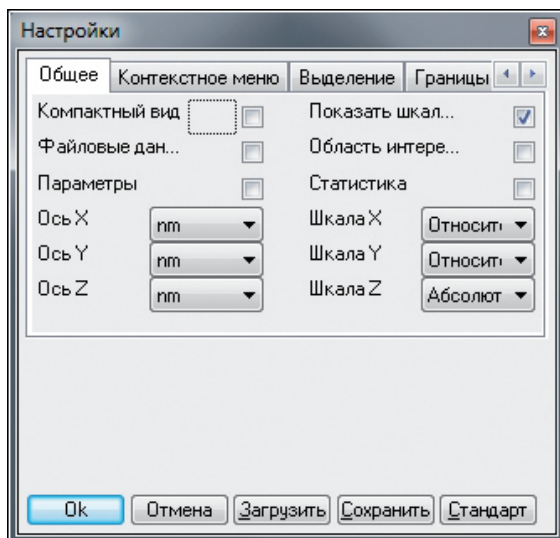 Настройки
Общее Контекстное меню Выделение Границы
Компактный вид Показать шкал...
Файловые дан... Область интере...
Параметры Статистика
Ось X nm Шкала X Относит
Ось Y nm Шкала Y Относит
Ось Z nm Шкала Z Абсолют
Ok Отмена Загрузить Сохранить Стандарт